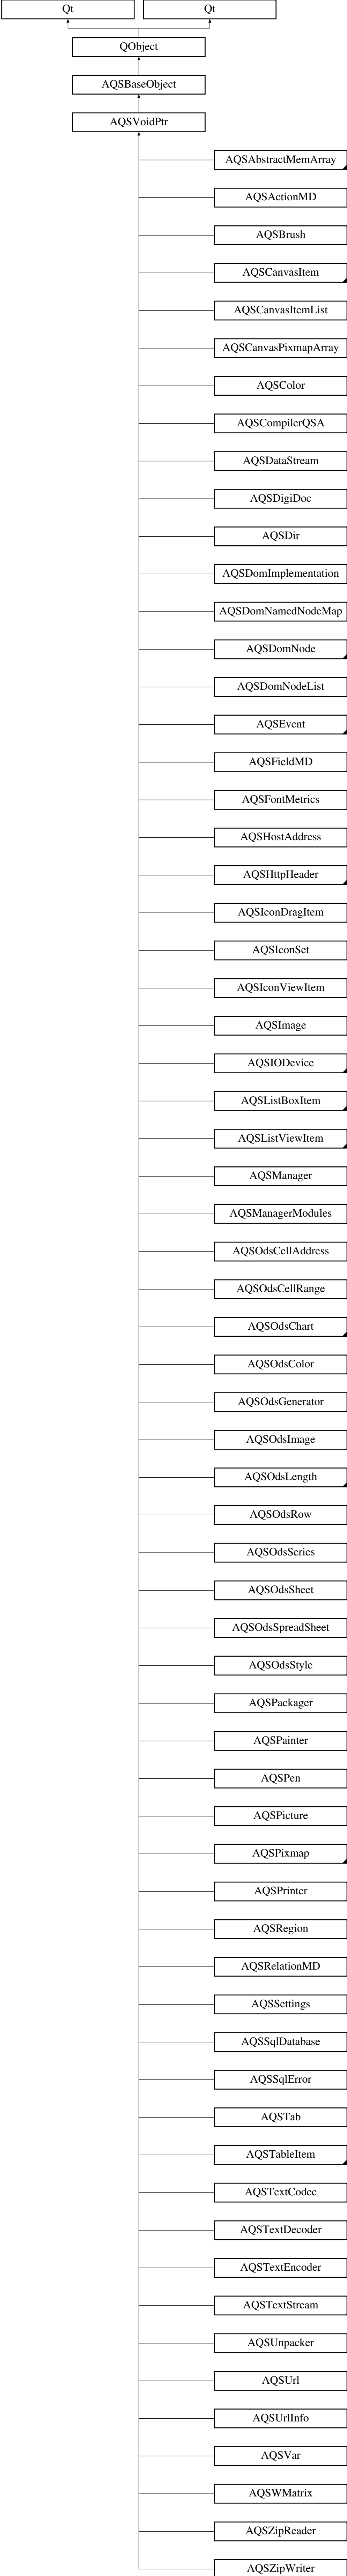 Qt Qt
QObject
AQSBaseObject
AQSVoidPtr
AQSAbstractMemArray
AQSActionMD
AQSBrush
AQSCanvasItem
AQSCanvasItemList
AQSCanvasPixmapArray
AQSColor
AQSCompilerQSA
AQSDataStream
AQSDigiDoc
AQSDir
AQSDomImplementation
AQSDomNamedNodeMap
AQSDomNode
AQSDomNodeList
AQSEvent
AQSFieldMD
AQSFontMetrics
AQSHostAddress
AQSHttpHeader
AQSIconDragItem
AQSIconSet
AQSIconViewItem
AQSImage
AQSIODevice
AQSListBoxItem
AQSListViewItem
AQSManager
AQSManagerModules
AQSOdsCellAddress
AQSOdsCellRange
AQSOdsChart
AQSOdsColor
AQSOdsGenerator
AQSOdsImage
AQSOdsLength
AQSOdsRow
AQSOdsSeries
AQSOdsSheet
AQSOdsSpreadSheet
AQSOdsStyle
AQSPackager
AQSPainter
AQSPen
AQSPicture
AQSPixmap
AQSPrinter
AQSRegion
AQSRelationMD
AQSSettings
AQSSqlDatabase
AQSSqlError
AQSTab
AQSTableItem
AQSTextCodec
AQSTextDecoder
AQSTextEncoder
AQSTextStream
AQSUnpacker
AQSUrl
AQSUrlInfo
AQSVar
AQSWMatrix
AQSZipReader
AQSZipWriter